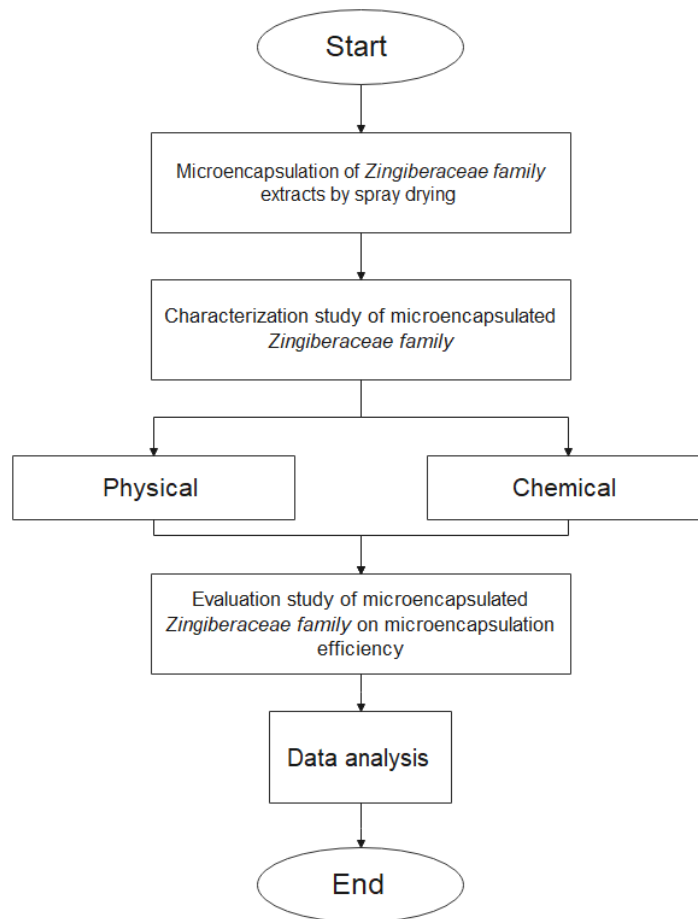 Start
Microencapsulation of Zingiberaceae family
extracts by spray drying
Characterization study of microencapsulated
Zingiberaceae family
Physical
Chemical
Evaluation study of microencapsulated
Zingiberaceae family on microencapsulation
efficiency
Data analysis
End